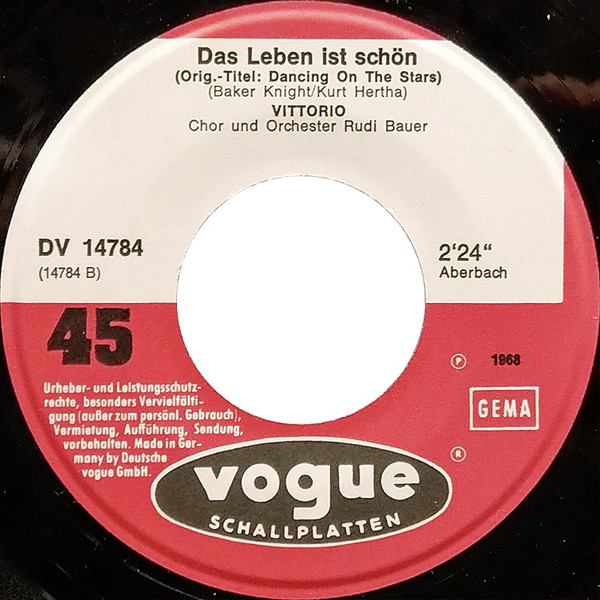 Das Leben ist schön
(Orig.-Titel: Dancing On The Stars)
(Baker Knight/Kurt Hertha)
VITTORIO
Chor und Orchester Rudi Bauer
DV 14784
(14784 B)
2'24"
Aberbach
45
Ⓟ 1968
GEMA
Urheber- und Leistungsschutz-
rechte, besonders Vervielfälti-
gung (außer zum persönl. Gebrauch),
Vermietung, Aufführung, Sendung,
vorbehalten. Made in Ger-
many by Deutsche
vogue GmbH.
®
vogue
SCHALLPLATTEN